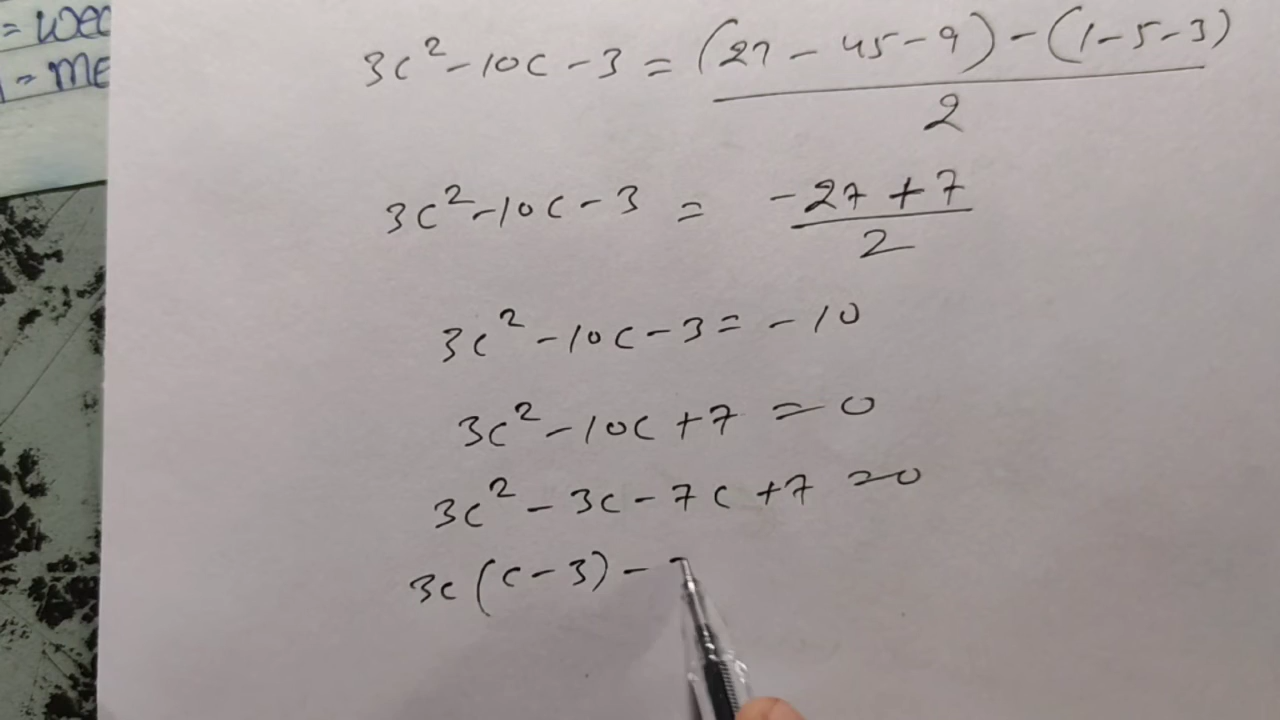 = WEC
= ME
3c² - 10c - 3 = (27 - 45 - 9) - (1 - 5 - 3) / 2
3c² - 10c - 3 = -27 + 7 / 2
3c² - 10c - 3 = -10
3c² - 10c + 7 = 0
3c² - 3c - 7c + 7 = 0
3c(c - 3) -